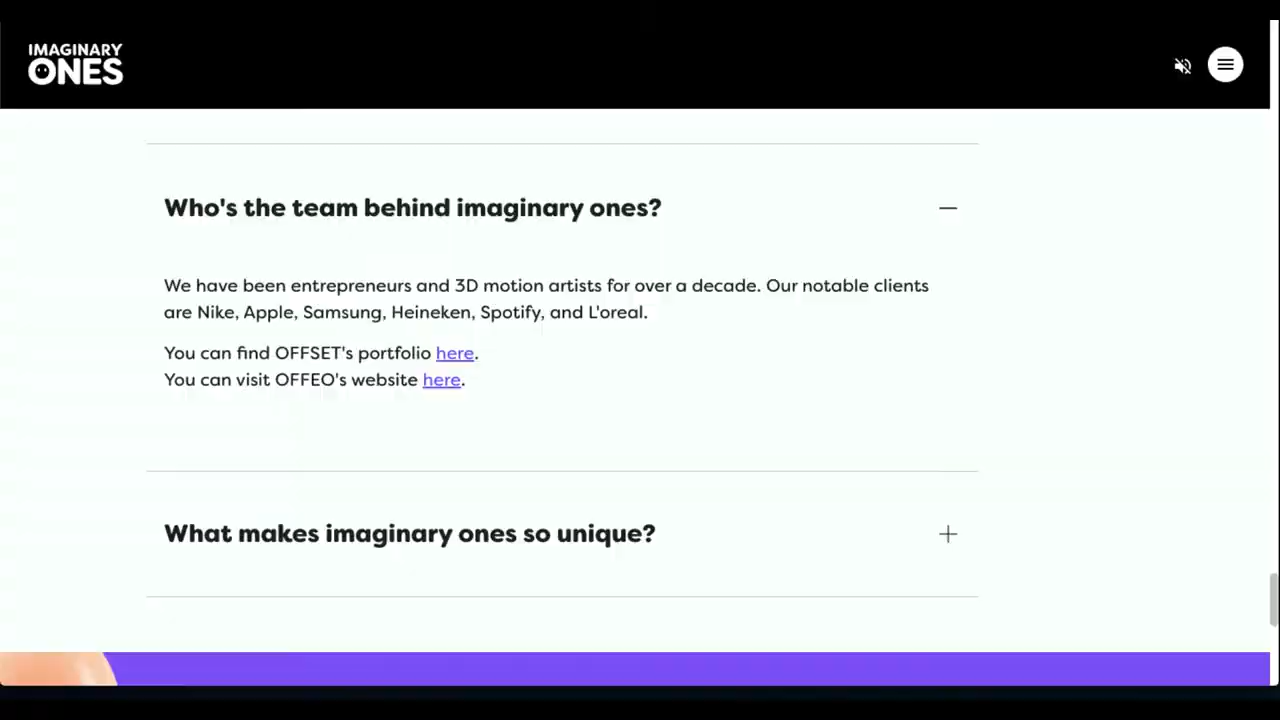 IMAGINARY
ONES
Who's the team behind imaginary ones?
We have been entrepreneurs and 3D motion artists for over a decade. Our notable clients
are Nike, Apple, Samsung, Heineken, Spotify, and L'oreal.
You can find OFFSET's portfolio here.
You can visit OFFEO's website here.
What makes imaginary ones so unique?